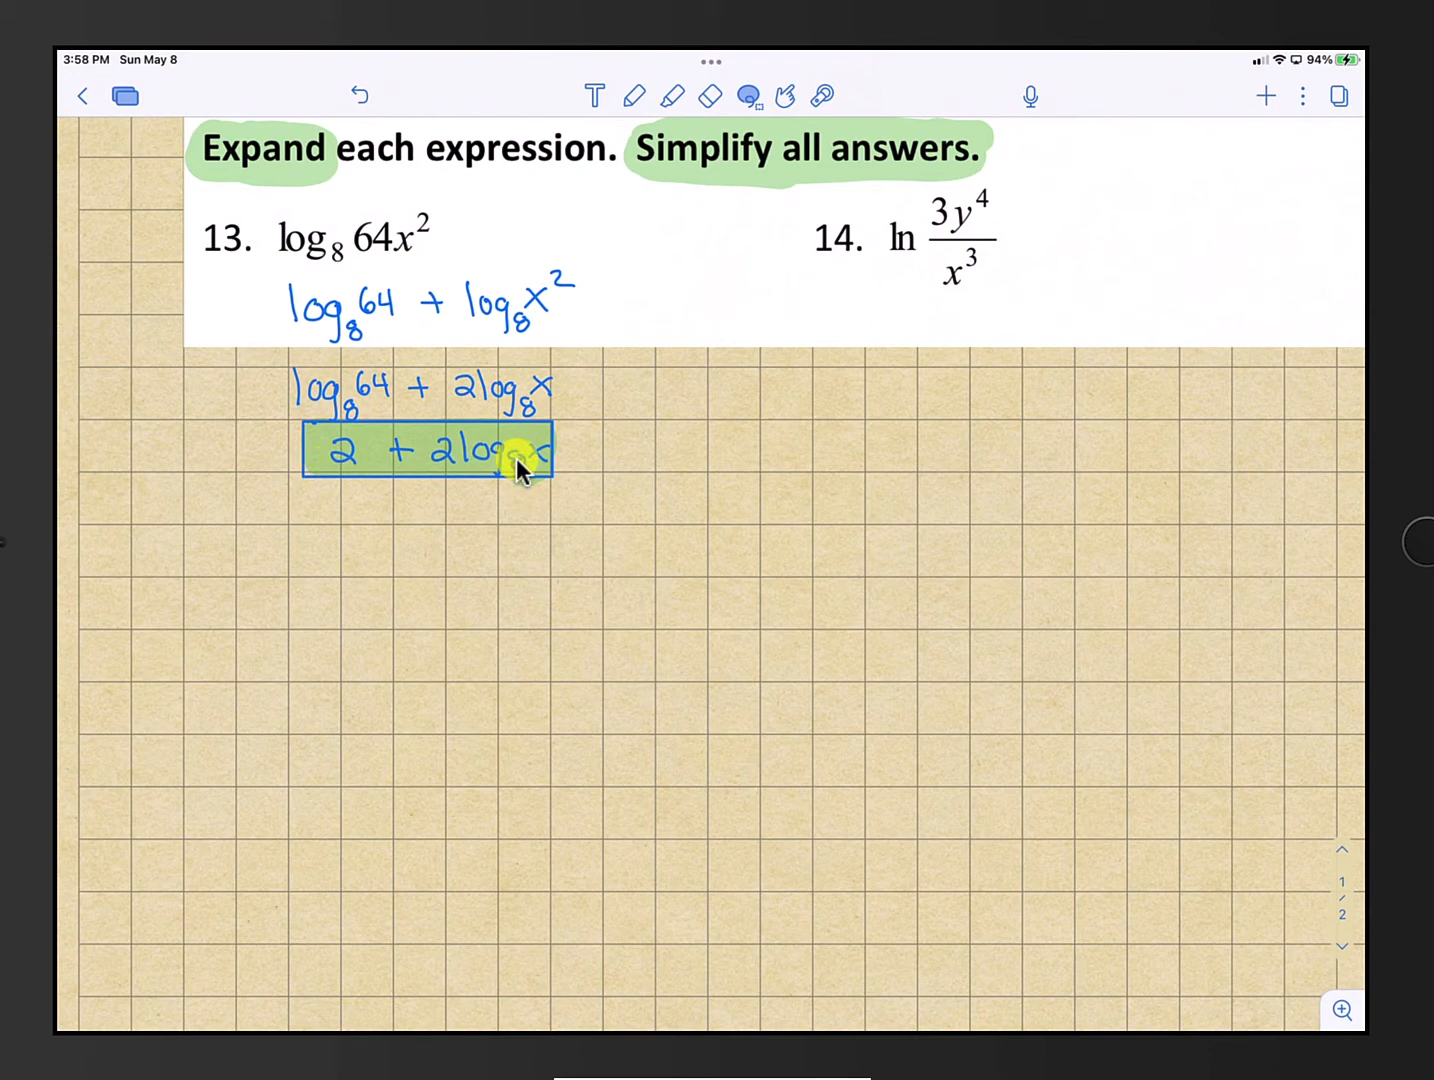 3:58 PM Sun May 8
94%
Expand each expression. Simplify all answers.
13. log₈ 64x²
14. ln 3y⁴/x³
log₈64 + log₈x²
log₈64 + 2log₈x
2 + 2log₈x
1
/
2